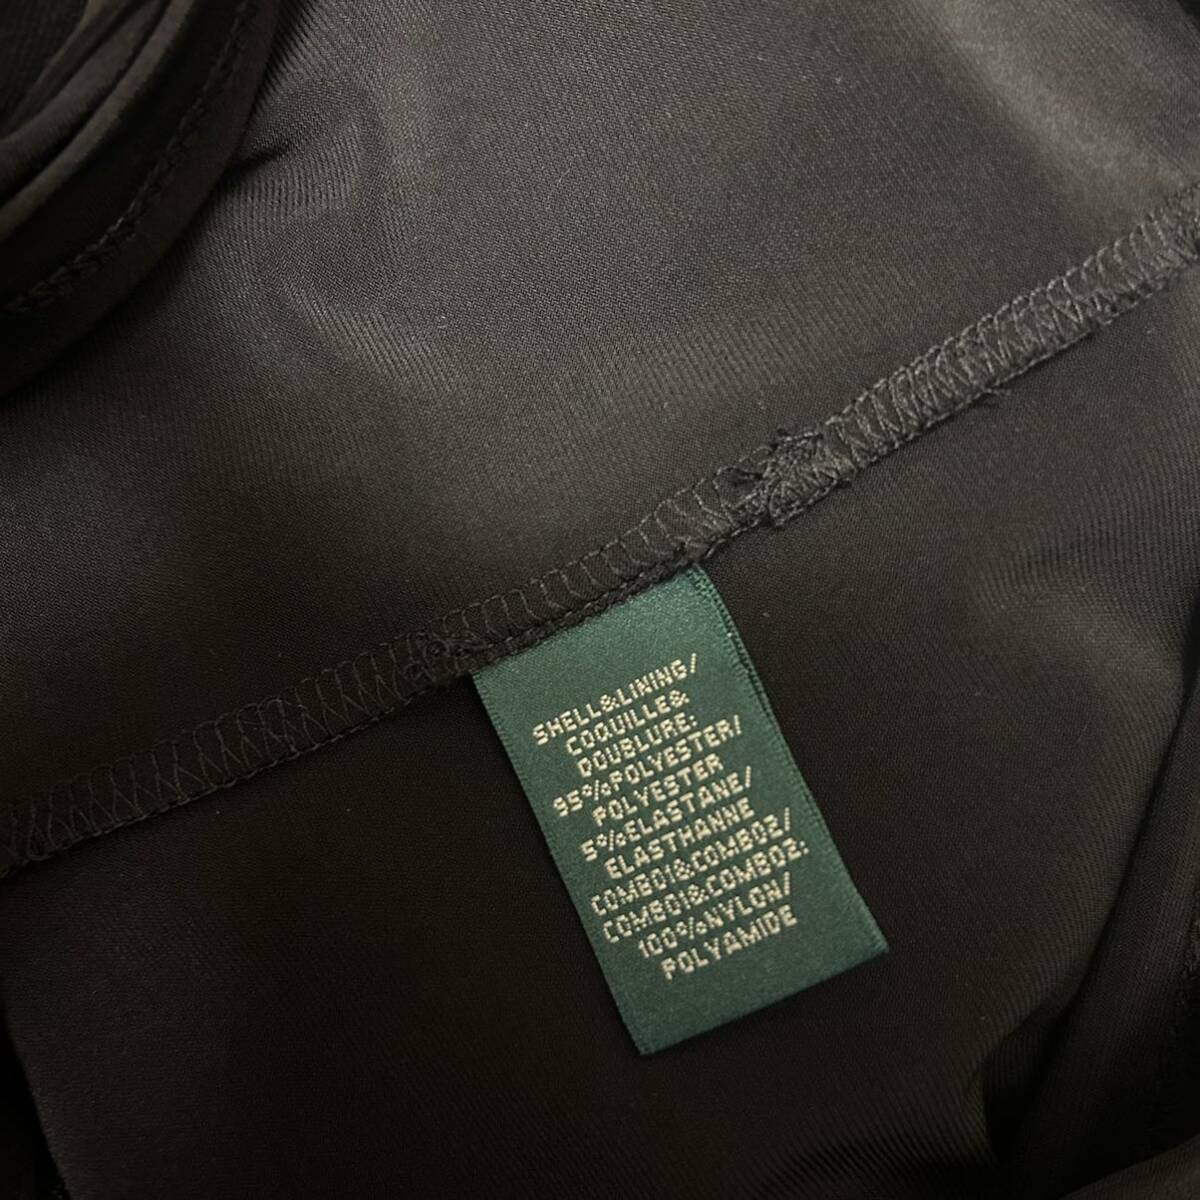 SHELL&LINING/
COQUILLE&
DOUBLURE:
95%POLYESTER/
POLYESTER
5%ELASTANE/
ELASTHANNE
COMBO1&COMBO2/
COMBO1&COMBO2:
100%NYLON/
POLYAMIDE